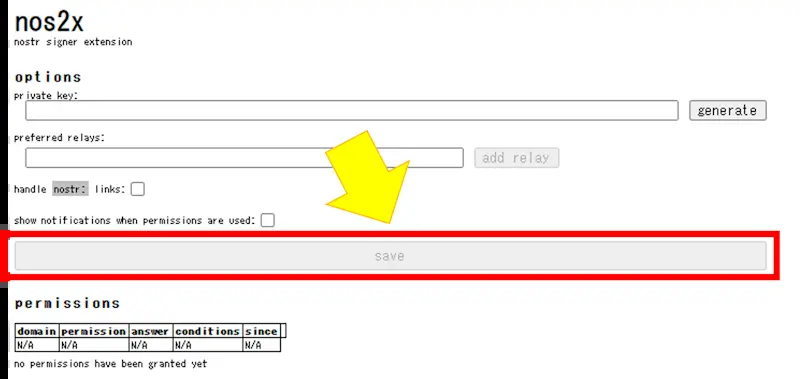 nos2x
nostr signer extension
options
private key:
generate
preferred relays:
add relay
handle nostr: links:
show notifications when permissions are used:
save
permissions
domain permission answer conditions since
N/A N/A N/A N/A N/A
no permissions have been granted yet